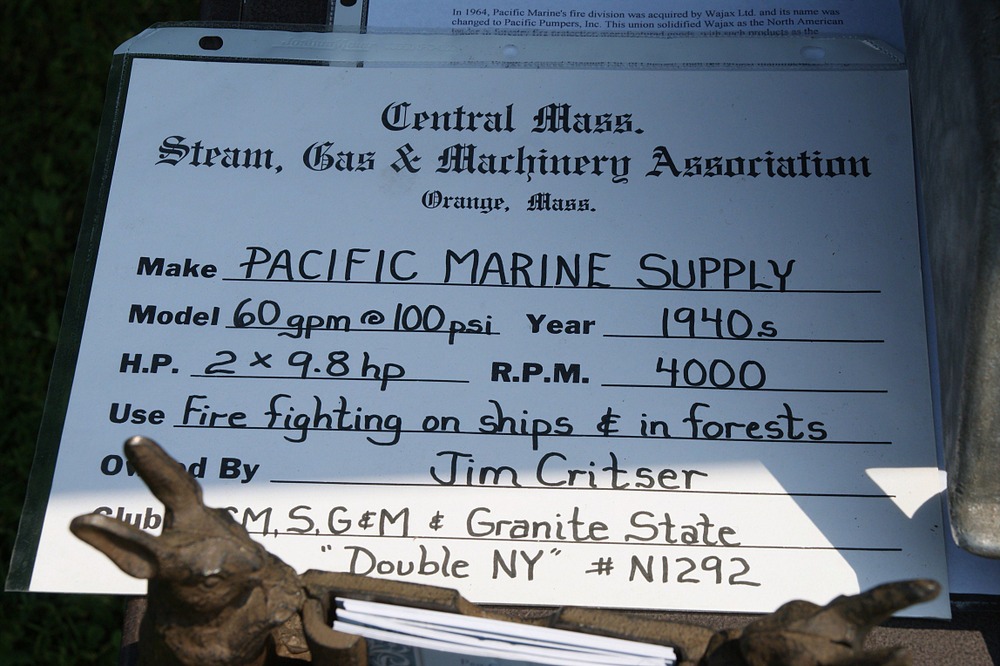 In 1964, Pacific Marine's fire division was acquired by Wajax Ltd. and its name was
changed to Pacific Pumpers, Inc. This union solidified Wajax as the North American
Central Mass.
Steam, Gas & Machinery Association
Orange, Mass.
Make PACIFIC MARINE SUPPLY
Model 60 gpm @ 100 psi Year 1940s
H.P. 2 x 9.8 hp R.P.M. 4000
Use Fire fighting on ships & in forests
By Jim Critser
Club M,S,G&M & Granite State
"Double NY" # N1292